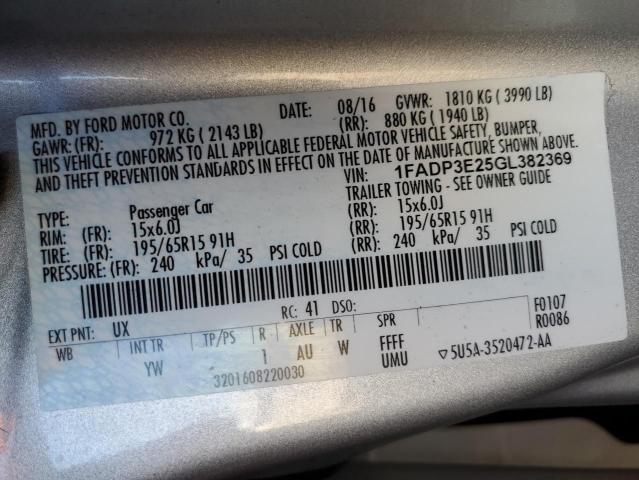 MFD. BY FORD MOTOR CO. DATE: 08/16 GVWR: 1810 KG ( 3990 LB)
GAWR: (FR): 972 KG ( 2143 LB) (RR): 880 KG ( 1940 LB)
THIS VEHICLE CONFORMS TO ALL APPLICABLE FEDERAL MOTOR VEHICLE SAFETY, BUMPER,
AND THEFT PREVENTION STANDARDS IN EFFECT ON THE DATE OF MANUFACTURE SHOWN ABOVE.
VIN: 1FADP3E25GL382369
TYPE: Passenger Car TRAILER TOWING - SEE OWNER GUIDE
RIM: (FR): 15x6.0J (RR): 15x6.0J
TIRE: (FR): 195/65R15 91H (RR): 195/65R15 91H
PRESSURE: (FR): 240 kPa/ 35 PSI COLD (RR): 240 kPa/ 35 PSI COLD
EXT PNT: UX RC: 41 DSO: F0107
WB INT TR TP/PS R AXLE TR SPR R0086
YW 1 AU W FFFF
3201608220030 UMU ▽5U5A-3520472-AA